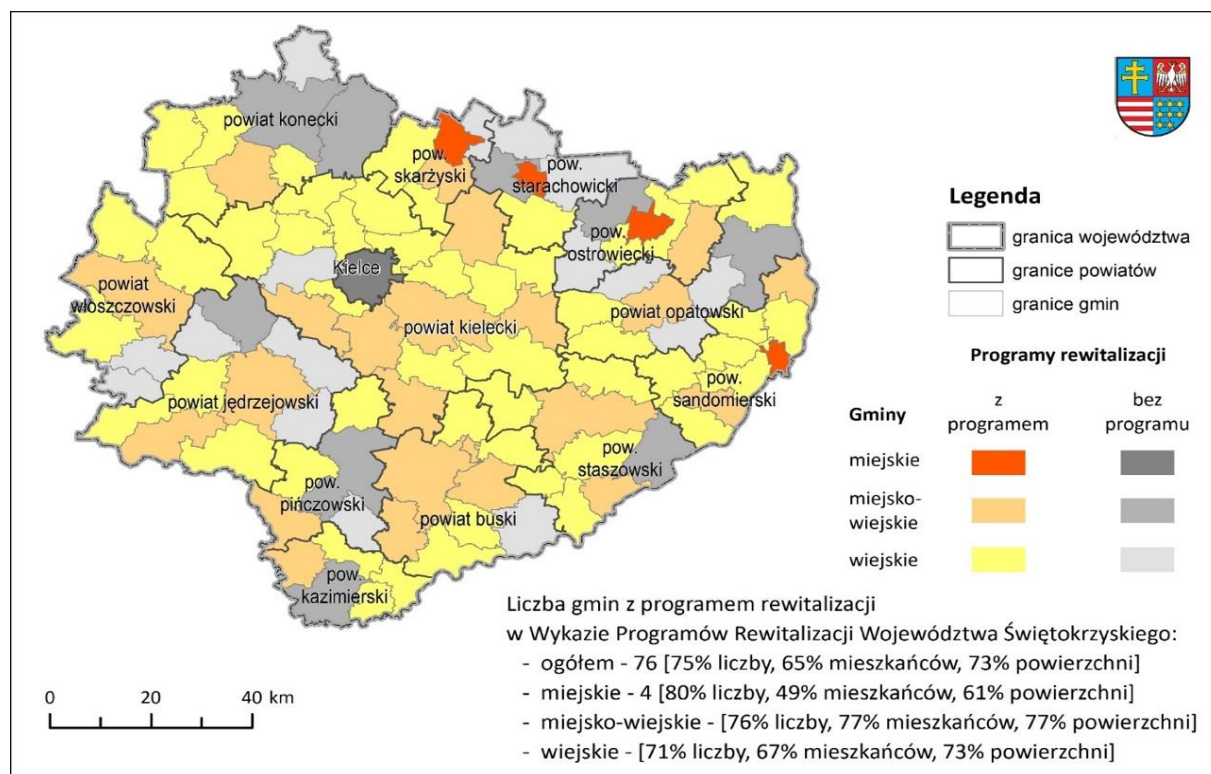 powiat konecki
pow.
skarżyski
pow.
starachowicki
pow.
ostrowiecki
Kielce
powiat
włoszczowski
powiat kielecki
powiat opatowski
powiat jędrzejowski
pow.
sandomierski
pow.
staszowski
pow.
pińczowski
powiat buski
pow.
kazimierski
Legenda
granica województwa
granice powiatów
granice gmin
Programy rewitalizacji
Gminy
z
programem
bez
programu
miejskie
miejsko-
wiejskie
wiejskie
0 20 40 km
Liczba gmin z programem rewitalizacji
w Wykazie Programów Rewitalizacji Województwa Świętokrzyskiego:
- ogółem - 76 [75% liczby, 65% mieszkańców, 73% powierzchni]
- miejskie - 4 [80% liczby, 49% mieszkańców, 61% powierzchni]
- miejsko-wiejskie - [76% liczby, 77% mieszkańców, 77% powierzchni]
- wiejskie - [71% liczby, 67% mieszkańców, 73% powierzchni]